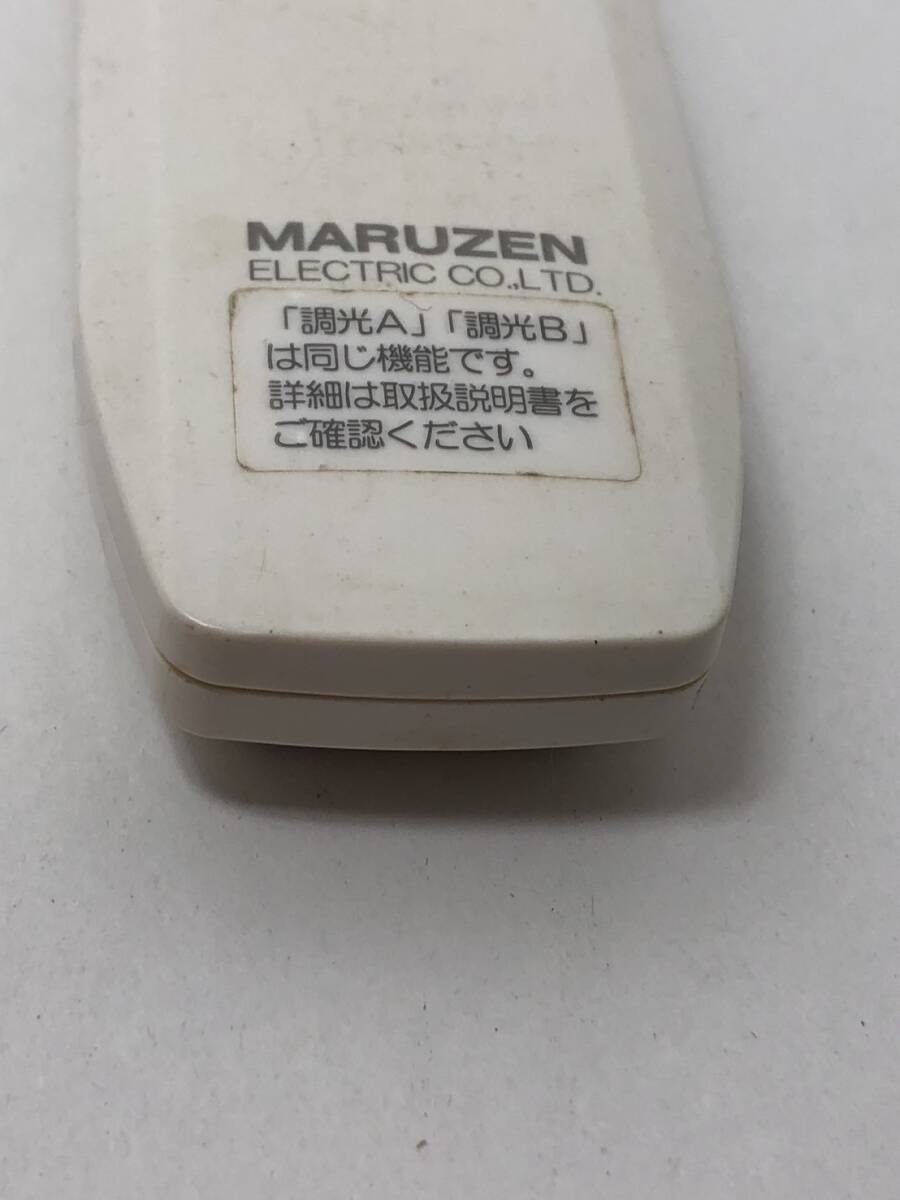 MARUZEN
ELECTRIC CO.,LTD.
「調光A」「調光B」
は同じ機能です。
詳細は取扱説明書を
ご確認ください